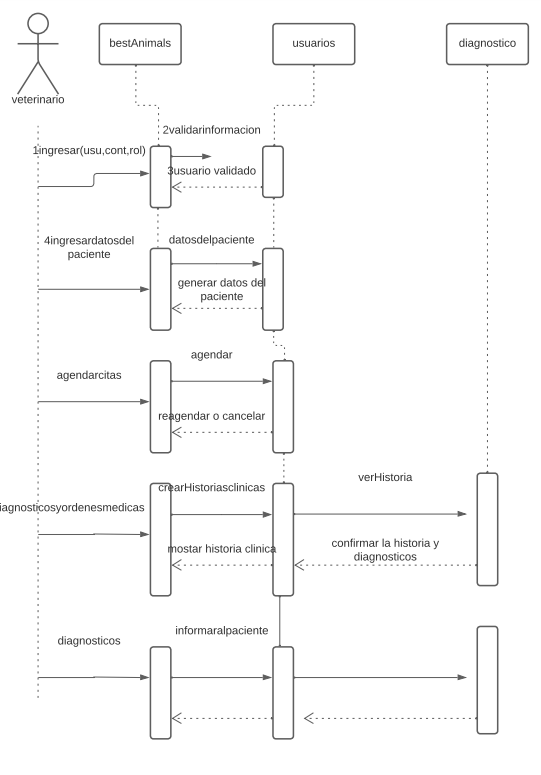 bestAnimals
usuarios
diagnostico
veterinario
2validarinformacion
1ingresar(usu,cont,rol)
3usuario validado
4ingresardatosdel
paciente
datosdelpaciente
generar datos del
paciente
agendar
agendarcitas
reagendar o cancelar
verHistoria
crearHistoriasclinicas
iagnosticosyordenesmedicas
mostar historia clinica
confirmar la historia y
diagnosticos
informaralpaciente
diagnosticos